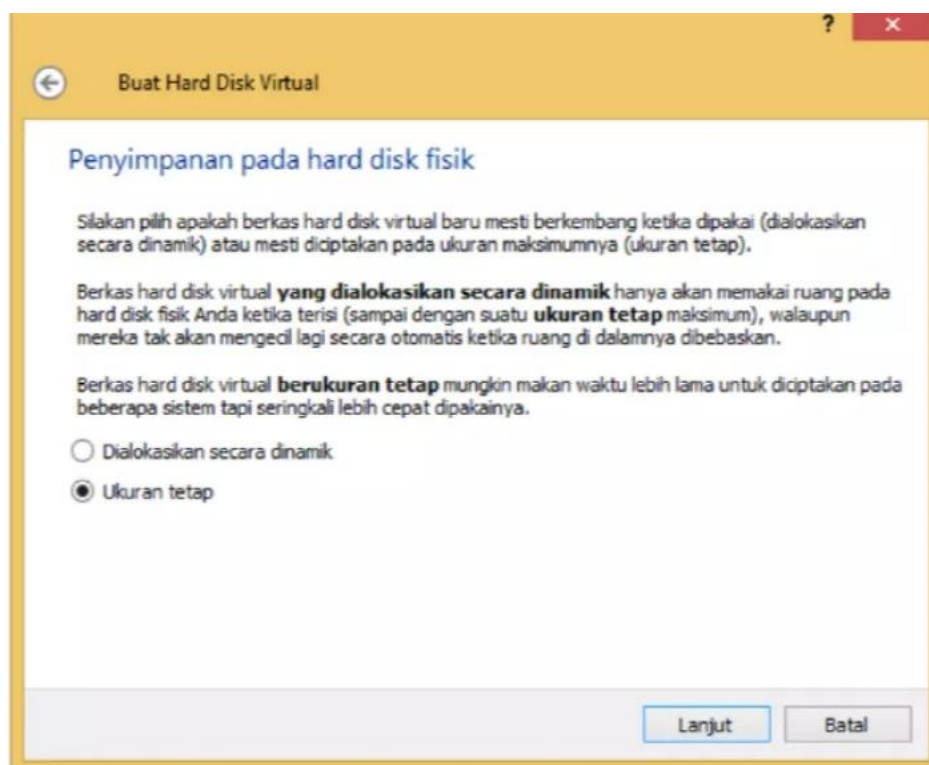 ?
Buat Hard Disk Virtual
Penyimpanan pada hard disk fisik
Silakan pilih apakah berkas hard disk virtual baru mesti berkembang ketika dipakai (dialokasikan
secara dinamik) atau mesti diciptakan pada ukuran maksimumnya (ukuran tetap).
Berkas hard disk virtual yang dialokasikan secara dinamik hanya akan memakai ruang pada
hard disk fisik Anda ketika terisi (sampai dengan suatu ukuran tetap maksimum), walaupun
mereka tak akan mengecil lagi secara otomatis ketika ruang di dalamnya dibebaskan.
Berkas hard disk virtual berukuran tetap mungkin makan waktu lebih lama untuk diciptakan pada
beberapa sistem tapi seringkali lebih cepat dipakainya.
Dialokasikan secara dinamik
Ukuran tetap
Lanjut Batal